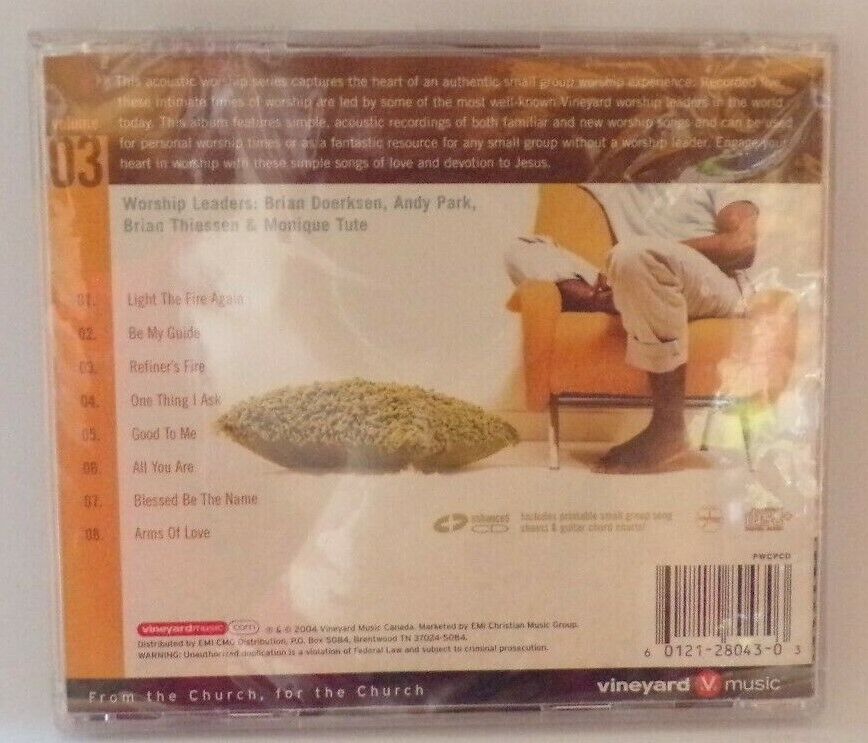 This acoustic worship series captures the heart of an authentic small group worship experience. Recorded
these intimate times of worship are led by some of the most well-known Vineyard worship leaders in the world
today. This album features simple, acoustic recordings of both familiar and new worship songs and can be used
for personal worship times or as a fantastic resource for any small group without a worship leader. Engage your
heart in worship with these simple songs of love and devotion to Jesus.
volume
03
Worship Leaders: Brian Doerksen, Andy Park,
Brian Thiessen & Monique Tute
01. Light The Fire Again
02. Be My Guide
03. Refiner's Fire
04. One Thing I Ask
05. Good To Me
06. All You Are
07. Blessed Be The Name
08. Arms Of Love
enhanced CD
Includes printable small group song
sheets & guitar chord charts!
PWCPCD
vineyardmusic.com ℗ & © 2004 Vineyard Music Canada. Marketed by EMI Christian Music Group.
Distributed by EMI CMG Distribution, P.O. Box 5084, Brentwood TN 37024-5084.
WARNING: Unauthorized duplication is a violation of Federal Law and subject to criminal prosecution.
6 0121-28043-0 3
From the Church, for the Church
vineyard V music